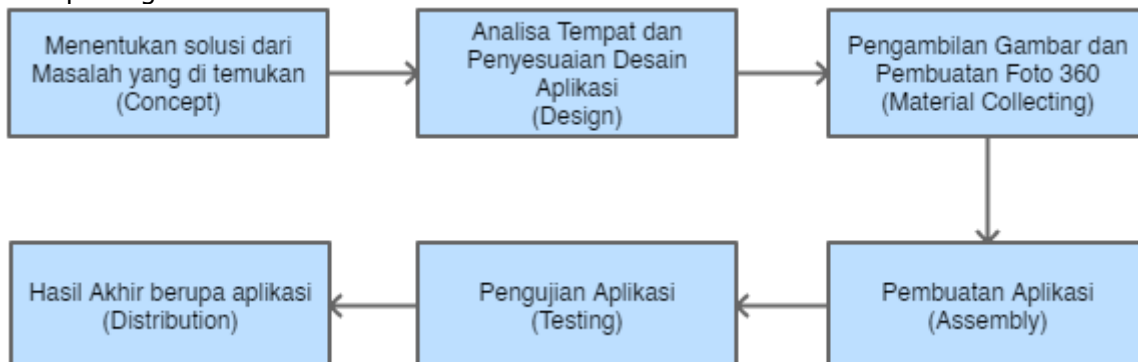 Menentukan solusi dari
Masalah yang di temukan
(Concept)
Analisa Tempat dan
Penyesuaian Desain
Aplikasi
(Design)
Pengambilan Gambar dan
Pembuatan Foto 360
(Material Collecting)
Hasil Akhir berupa aplikasi
(Distribution)
Pengujian Aplikasi
(Testing)
Pembuatan Aplikasi
(Assembly)